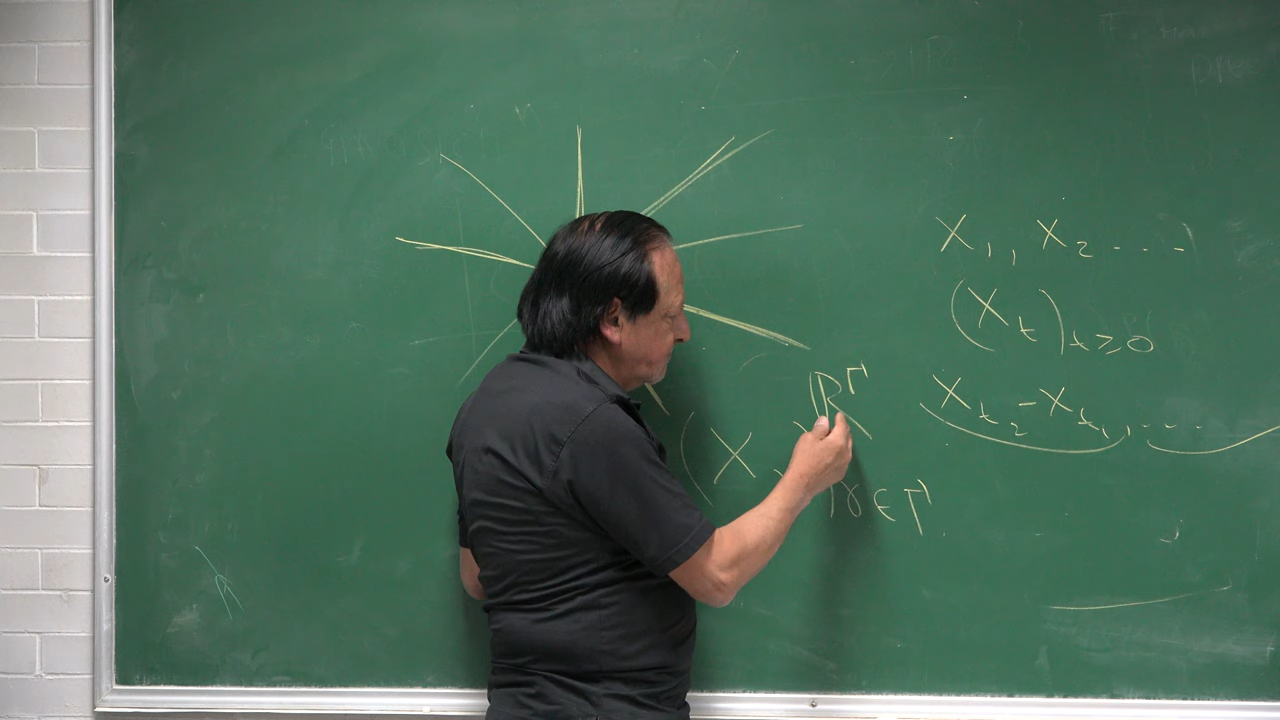 X₁, X₂ ....
(Xₜ)ₜ≥₀
Xₜ₂ - Xₜ₁, ...
ℝ^Γ
(X γ∈Γ